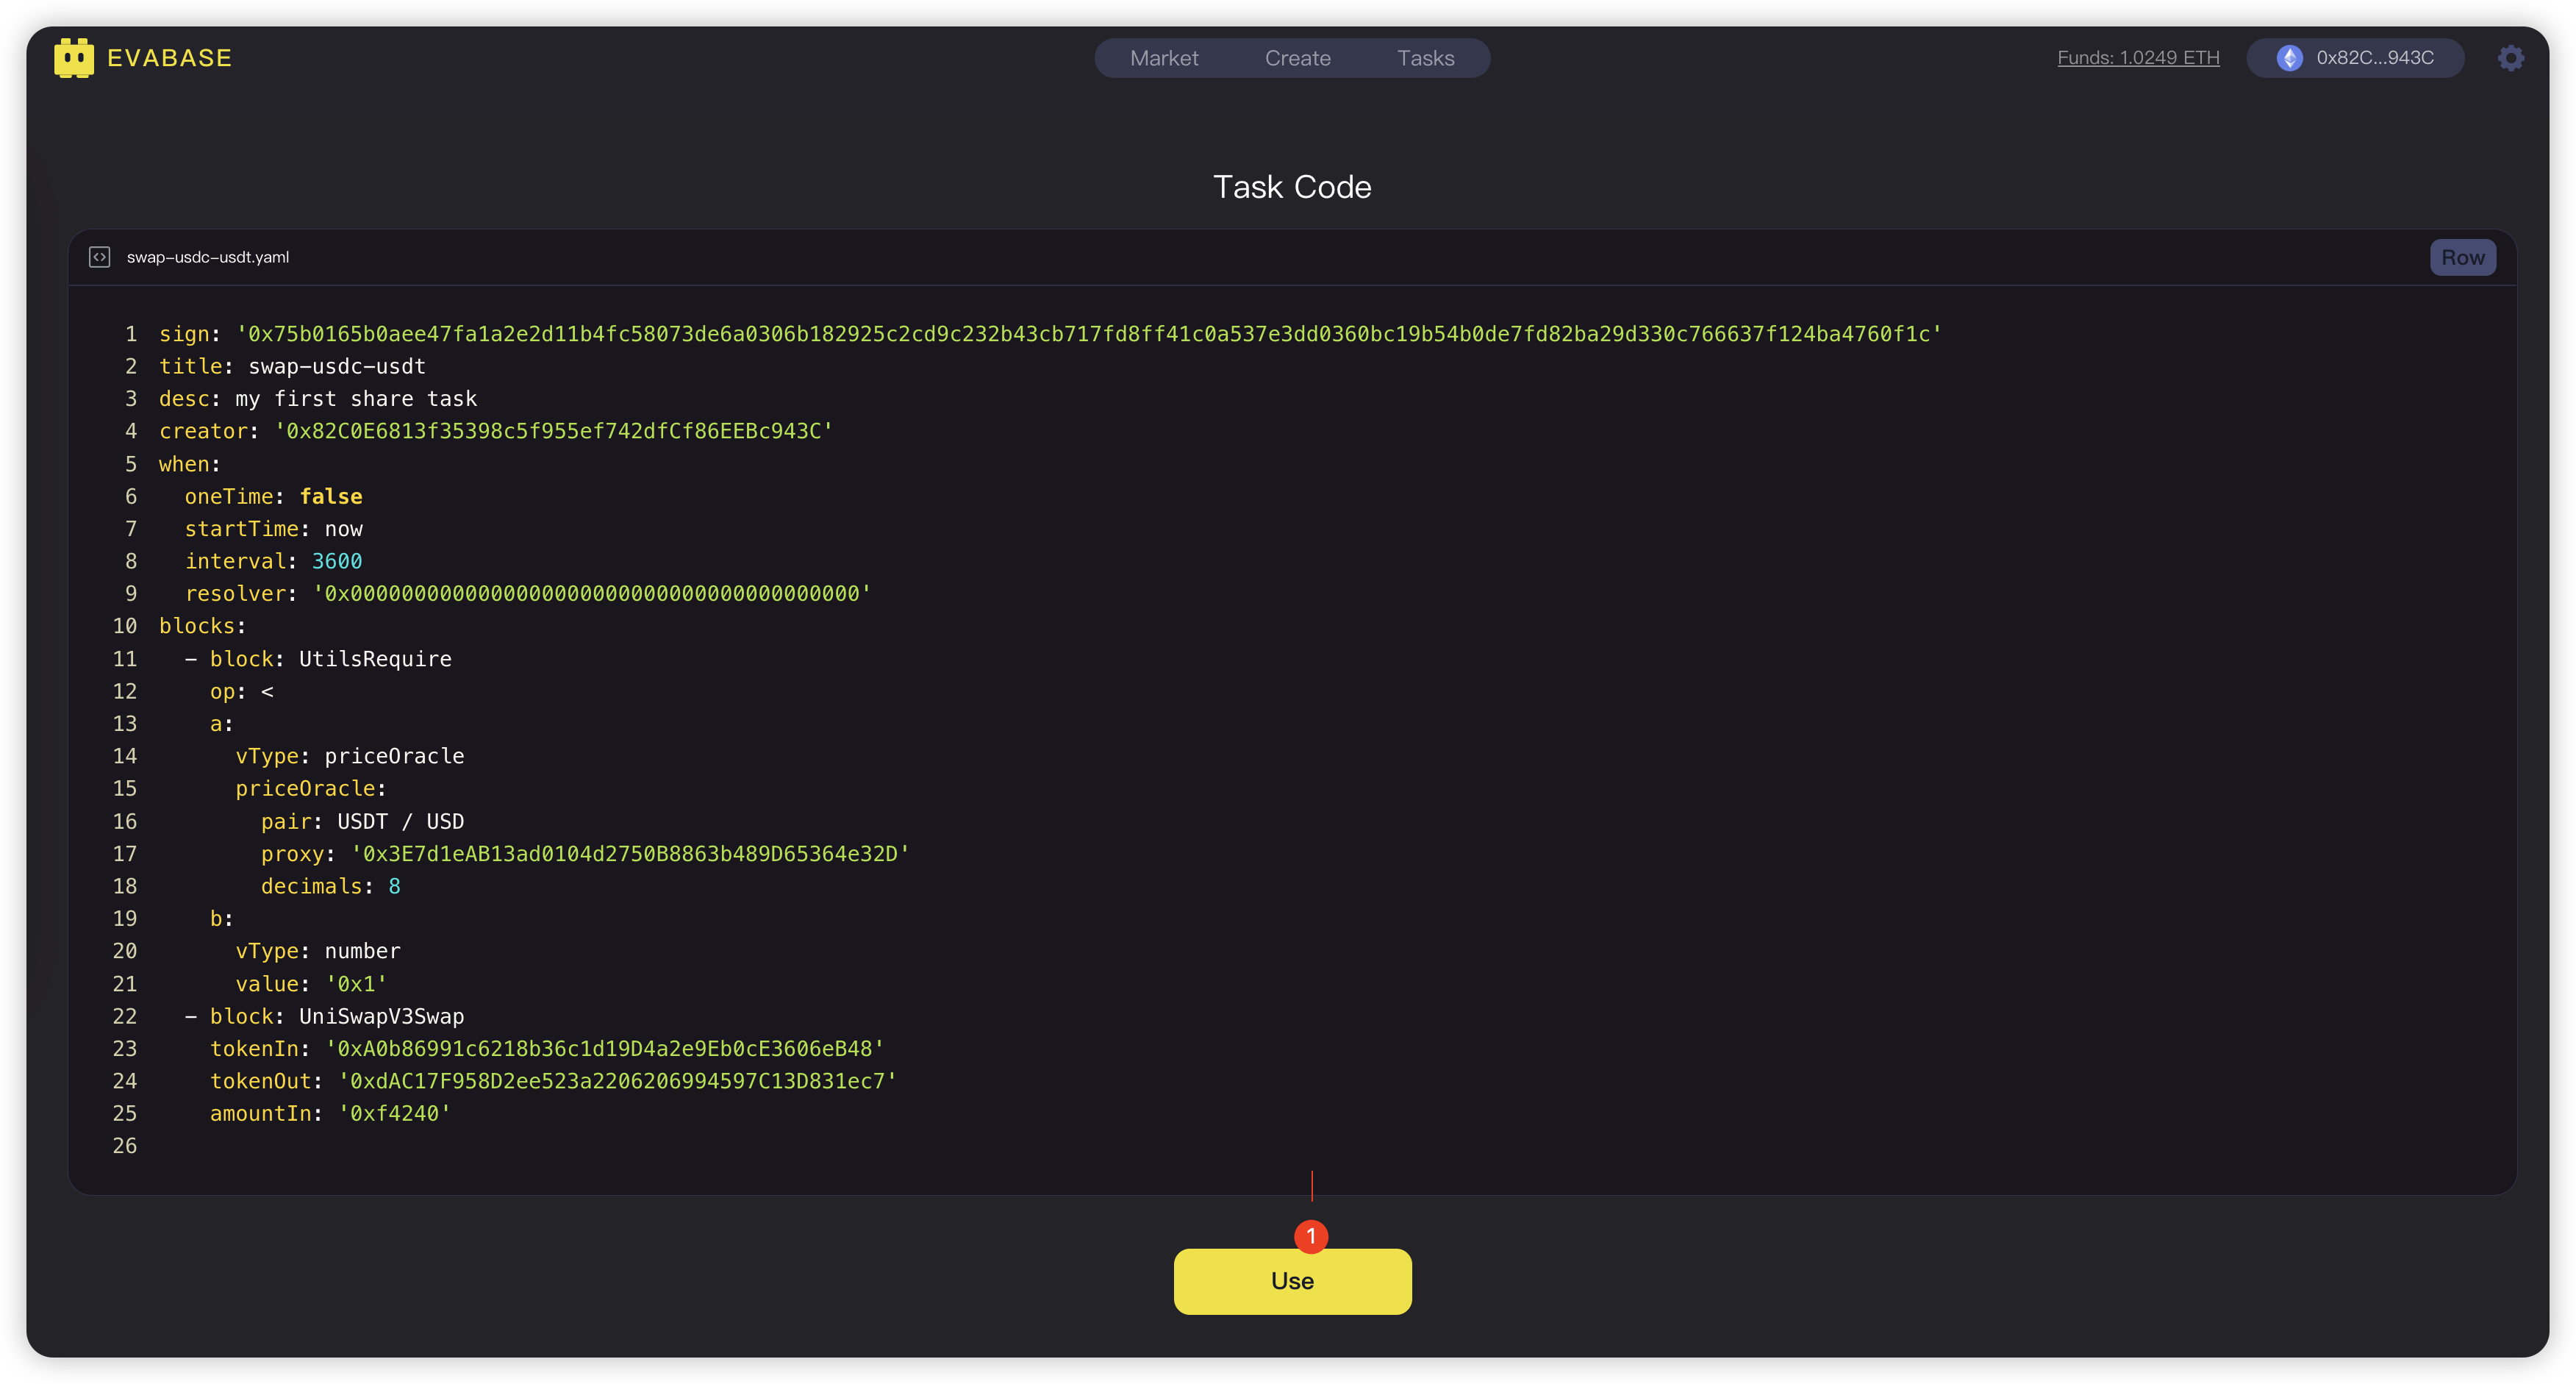 EVABASE
Market Create Tasks
Funds: 1.0249 ETH
0x82C...943C
Task Code
swap-usdc-usdt.yaml
Row
1 sign: '0x75b0165b0aee47fa1a2e2d11b4fc58073de6a0306b182925c2cd9c232b43cb717fd8ff41c0a537e3dd0360bc19b54b0de7fd82ba29d330c766637f124ba4760f1c'
2 title: swap-usdc-usdt
3 desc: my first share task
4 creator: '0x82C0E6813f35398c5f955ef742dfCf86EEBc943C'
5 when:
6   oneTime: false
7   startTime: now
8   interval: 3600
9   resolver: '0x0000000000000000000000000000000000000000'
10 blocks:
11   - block: UtilsRequire
12     op: <
13     a:
14       vType: priceOracle
15       priceOracle:
16         pair: USDT / USD
17         proxy: '0x3E7d1eAB13ad0104d2750B8863b489D65364e32D'
18         decimals: 8
19     b:
20       vType: number
21       value: '0x1'
22   - block: UniSwapV3Swap
23     tokenIn: '0xA0b86991c6218b36c1d19D4a2e9Eb0cE3606eB48'
24     tokenOut: '0xdAC17F958D2ee523a2206206994597C13D831ec7'
25     amountIn: '0xf4240'
26
1
Use